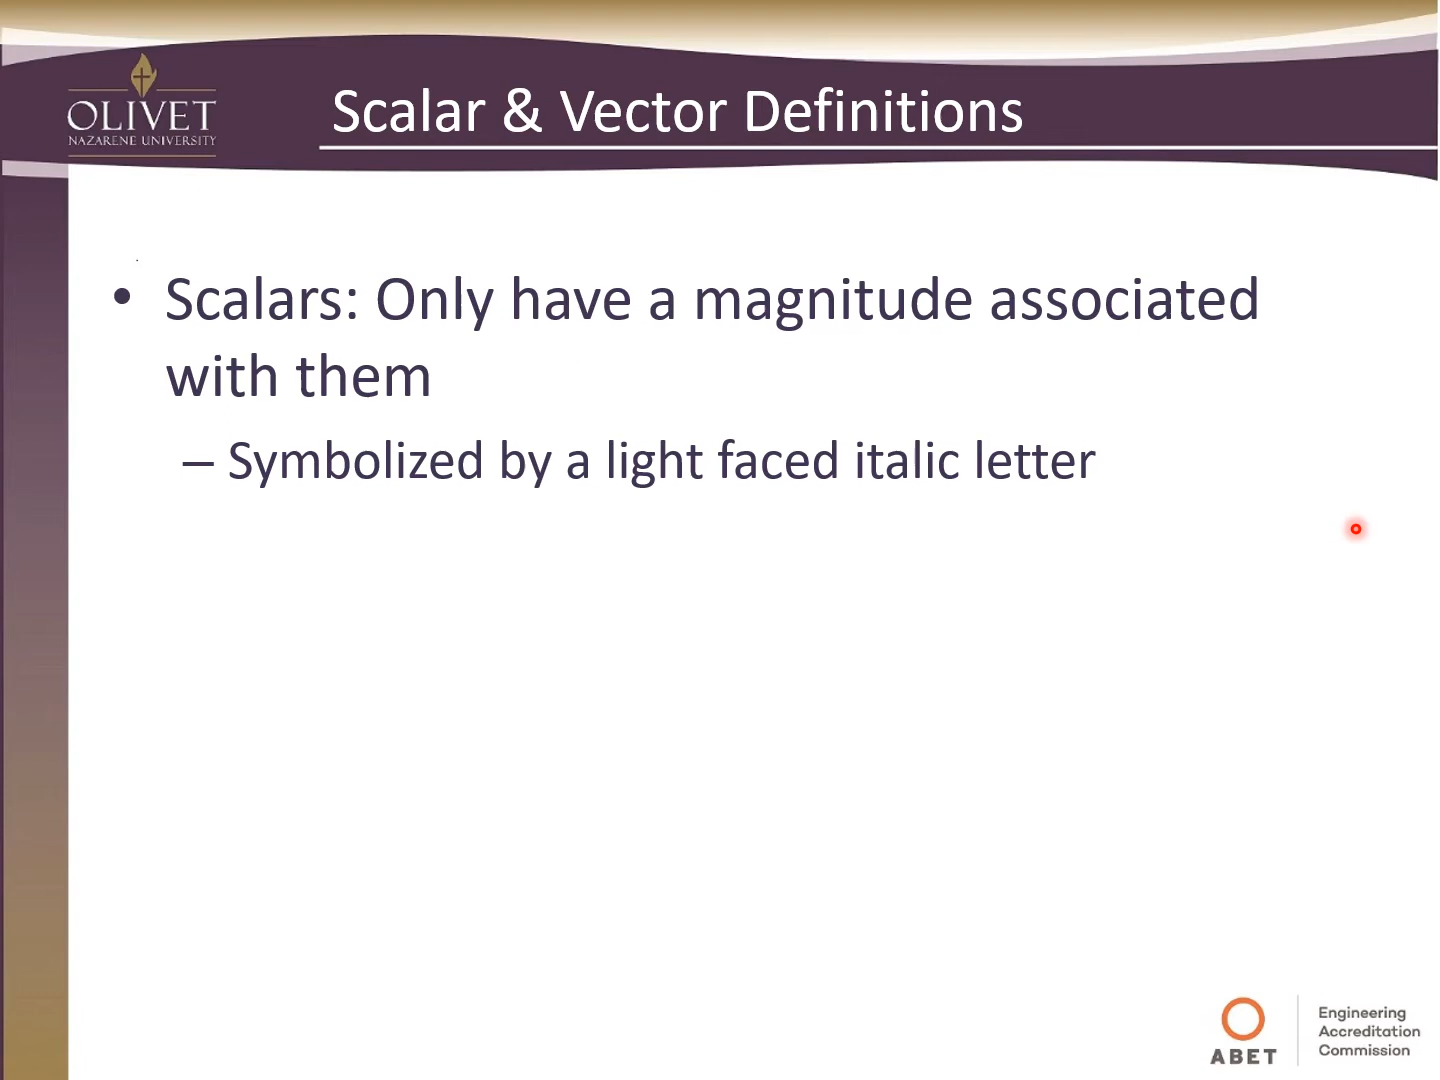 OLIVET
NAZARENE UNIVERSITY
Scalar & Vector Definitions
• Scalars: Only have a magnitude associated
with them
– Symbolized by a light faced italic letter
ABET
Engineering
Accreditation
Commission